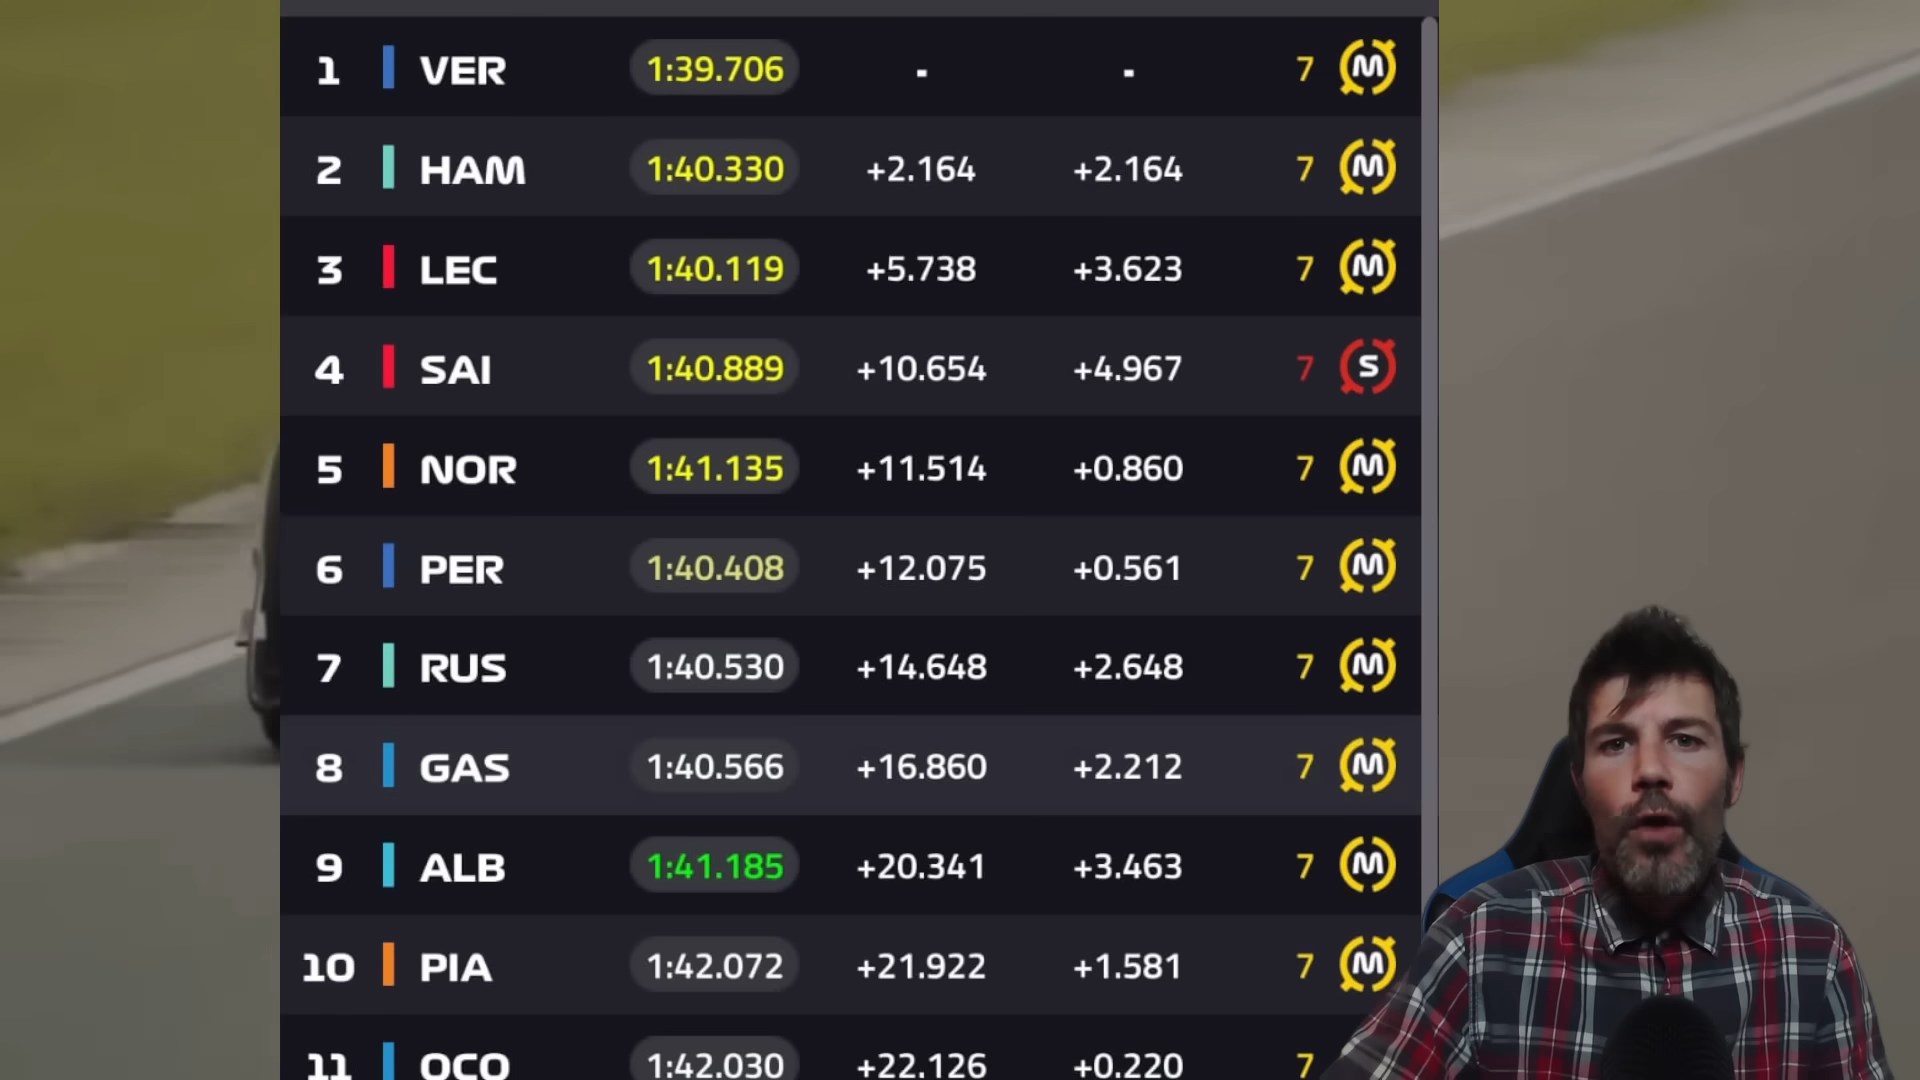 1 VER 1:39.706 - - 7 M
2 HAM 1:40.330 +2.164 +2.164 7 M
3 LEC 1:40.119 +5.738 +3.623 7 M
4 SAI 1:40.889 +10.654 +4.967 7 S
5 NOR 1:41.135 +11.514 +0.860 7 M
6 PER 1:40.408 +12.075 +0.561 7 M
7 RUS 1:40.530 +14.648 +2.648 7 M
8 GAS 1:40.566 +16.860 +2.212 7 M
9 ALB 1:41.185 +20.341 +3.463 7 M
10 PIA 1:42.072 +21.922 +1.581 7 M
11 OCO 1:42.030 +22.126 +0.220 7